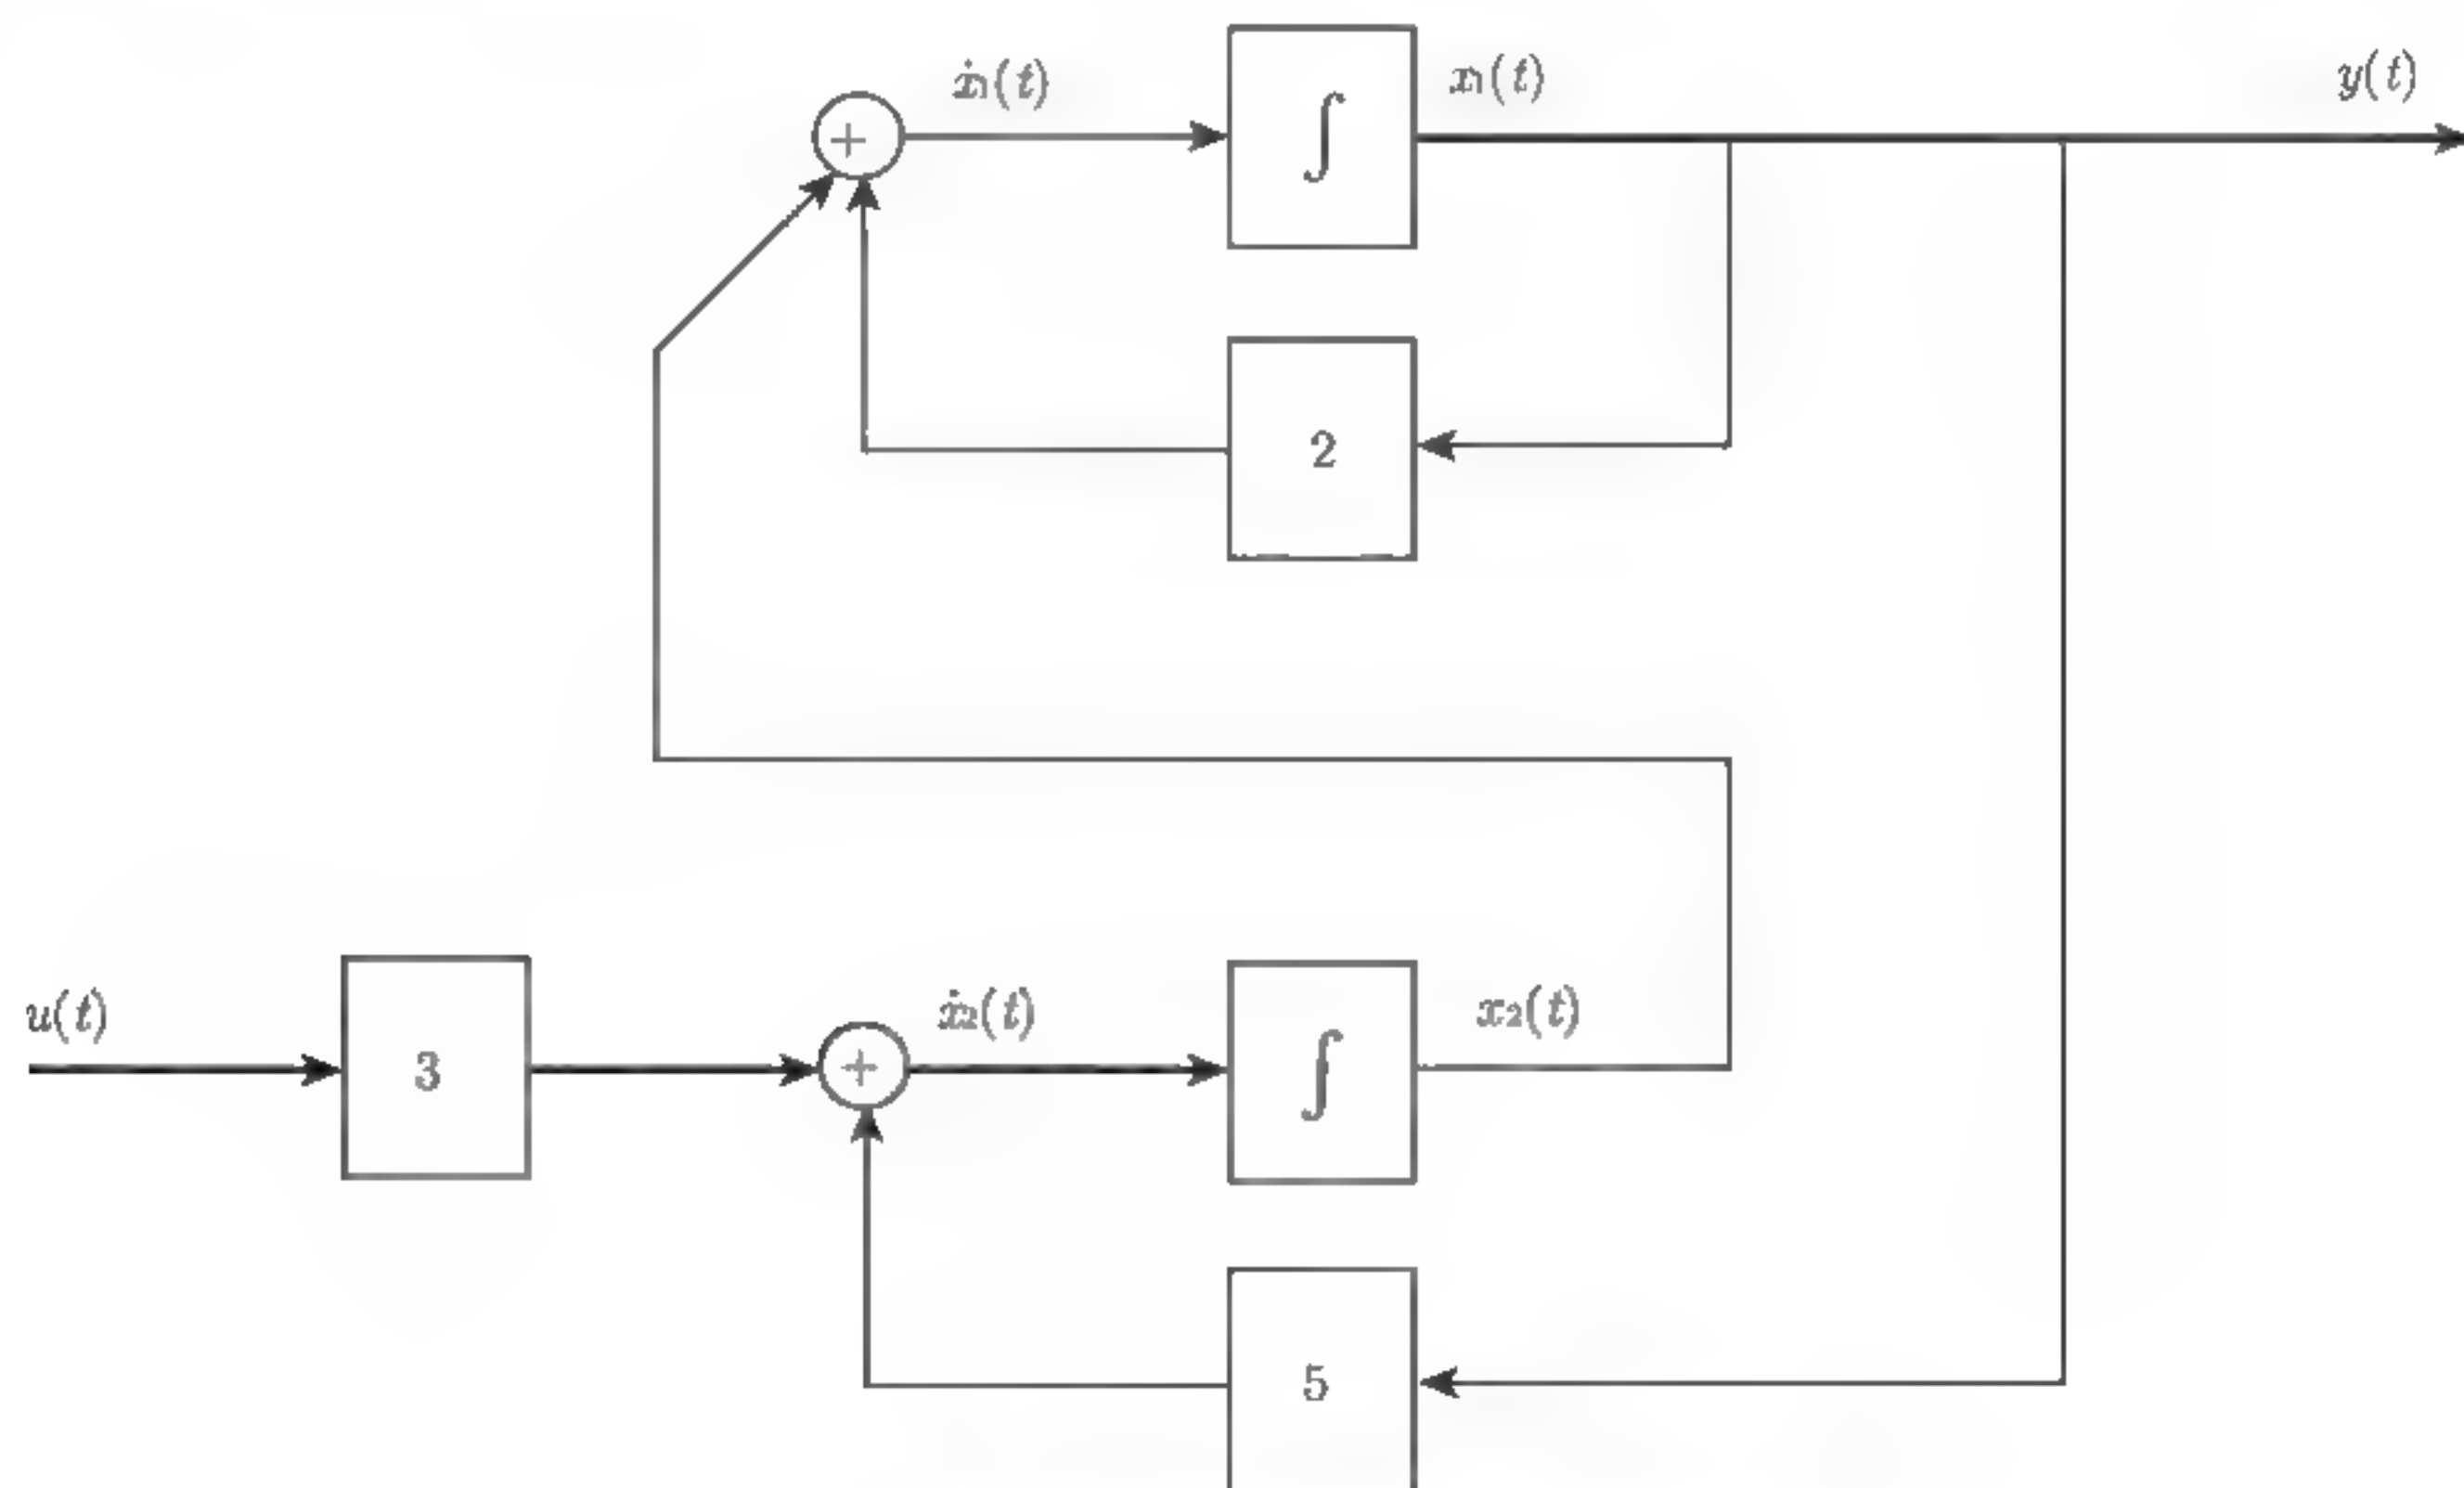 ẋ₁(t)
x₁(t)
y(t)
+
∫
2
u(t)
3
+
ẋ₂(t)
∫
x₂(t)
5